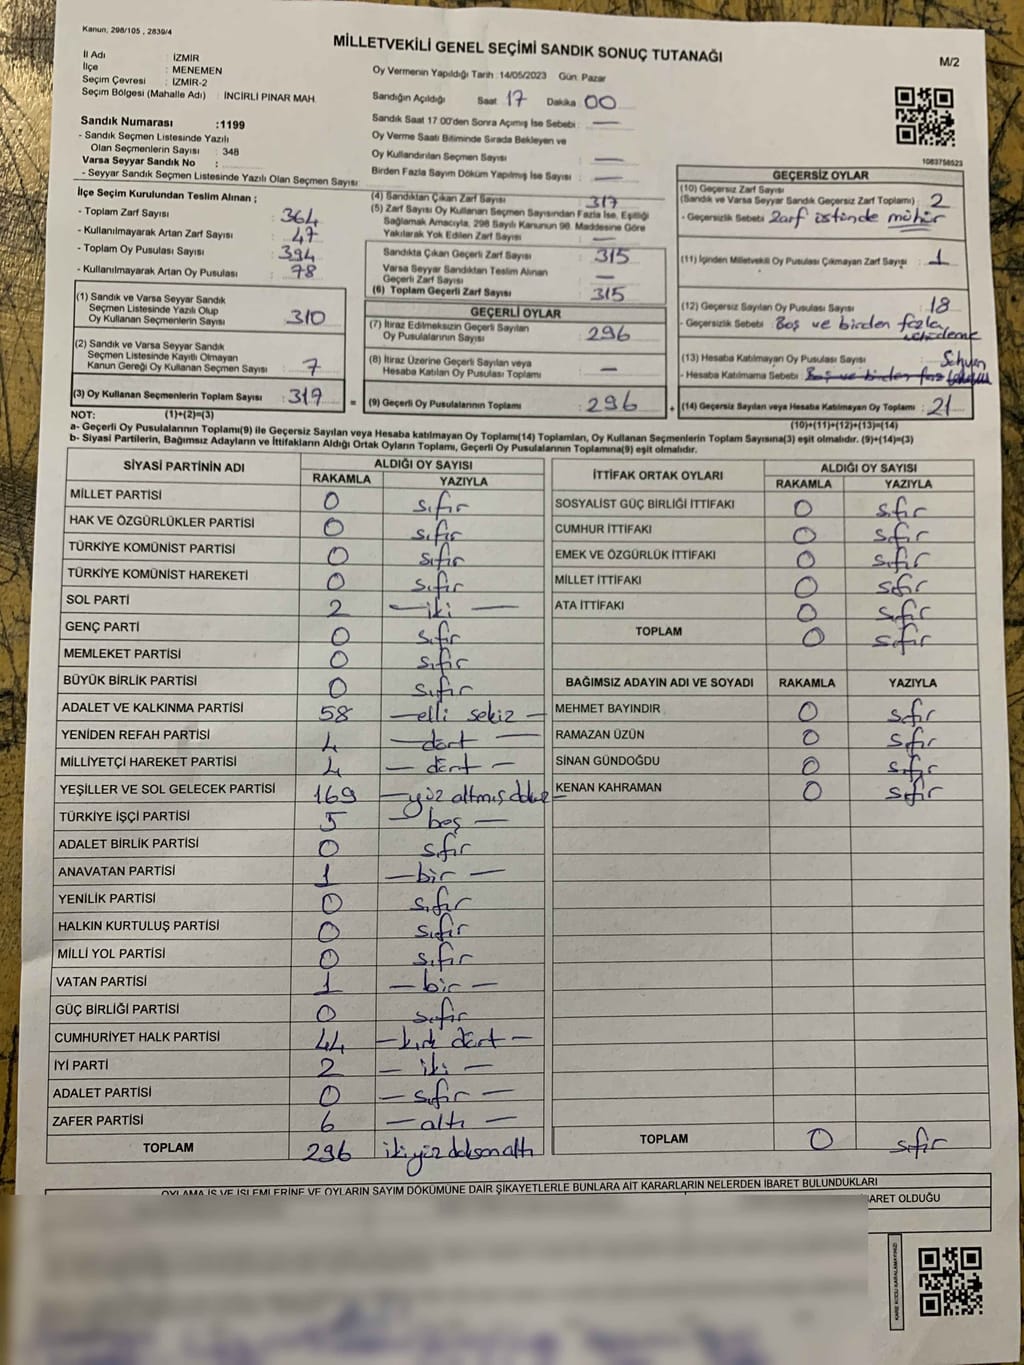 Kanun; 298/105 , 2839/4
MİLLETVEKİLİ GENEL SEÇİMİ SANDIK SONUÇ TUTANAĞI
M/2
İl Adı : İZMİR
İlçe : MENEMEN
Seçim Çevresi : İZMİR-2
Seçim Bölgesi (Mahalle Adı) : İNCİRLİ PINAR MAH
Sandık Numarası :1199
- Sandık Seçmen Listesinde Yazılı
Olan Seçmenlerin Sayısı : 348
Varsa Seyyar Sandık No :
- Seyyar Sandık Seçmen Listesinde Yazılı Olan Seçmen Sayısı:
Oy Vermenin Yapıldığı Tarih :14/05/2023 Gün: Pazar
Sandığın Açıldığı Saat 17 Dakika 00
Sandık Saat 17 00'den Sonra Açımış İse Sebebi : —
Oy Verme Saati Bitiminde Sırada Bekleyen ve
Oy Kullandırılan Seçmen Sayısı : —
Birden Fazla Sayım Döküm Yapılmış İse Sayısı : —
1083758523
İlçe Seçim Kurulundan Teslim Alınan ;
- Toplam Zarf Sayısı : 364
- Kullanılmayarak Artan Zarf Sayısı : 47
- Toplam Oy Pusulası Sayısı : 394
- Kullanılmayarak Artan Oy Pusulası : 78
(1) Sandık ve Varsa Seyyar Sandık
Seçmen Listesinde Yazılı Olup
Oy Kullanan Seçmenlerin Sayısı : 310
(2) Sandık ve Varsa Seyyar Sandık
Seçmen Listesinde Kayıtlı Olmayan
Kanun Gereği Oy Kullanan Seçmen Sayısı : 7
(3) Oy Kullanan Seçmenlerin Toplam Sayısı : 317 =
(4) Sandıktan Çıkan Zarf Sayısı : 317
(5) Zarf Sayısı Oy Kullanan Seçmen Sayısından Fazla İse, Eşitliği
Sağlamak Amacıyla, 298 Sayılı Kanunun 98. Maddesine Göre
Yakılarak Yok Edilen Zarf Sayısı : —
Sandıkta Çıkan Geçerli Zarf Sayısı : 315
Varsa Seyyar Sandıktan Teslim Alınan
Geçerli Zarf Sayısı : —
(6) Toplam Geçerli Zarf Sayısı : 315
GEÇERLİ OYLAR
(7) İtiraz Edilmeksizin Geçerli Sayılan
Oy Pusulalarının Sayısı : 296
(8) İtiraz Üzerine Geçerli Sayılan veya
Hesaba Katılan Oy Pusulası Toplamı : —
(9) Geçerli Oy Pusulalarının Toplamı : 296 +
GEÇERSİZ OYLAR
(10) Geçersiz Zarf Sayısı
(Sandık ve Varsa Seyyar Sandık Geçersiz Zarf Toplamı) : 2
- Geçersizlik Sebebi : zarf üstünde mühür
(11) İçinden Milletvekili Oy Pusulası Çıkmayan Zarf Sayısı : 1
(12) Geçersiz Sayılan Oy Pusulası Sayısı : 18
- Geçersizlik Sebebi : Boş ve birden fazla
(13) Hesaba Katılmayan Oy Pusulası Sayısı :
- Hesaba Katılmama Sebebi : Boş ve birden faz
(14) Geçersiz Sayılan veya Hesaba Katılmayan Oy Toplamı : 21
NOT: (1)+(2)=(3)
(10)+(11)+(12)+(13)=(14)
a- Geçerli Oy Pusulasının Toplamı(9) ile Geçersiz Sayılan veya Hesaba katılmayan Oy Toplamı(14) Toplamları, Oy Kullanan Seçmenlerin Toplam Sayısına(3) eşit olmalıdır. (9)+(14)=(3)
b- Siyasi Partilerin, Bağımsız Adayların ve İttifakların Aldığı Ortak Oyların Toplamı, Geçerli Oy Pusulalarının Toplamına(9) eşit olmalıdır.
SİYASİ PARTİNİN ADI ALDIĞI OY SAYISI
RAKAMLA YAZIYLA
MİLLET PARTİSİ 0 sıfır
HAK VE ÖZGÜRLÜKLER PARTİSİ 0 sıfır
TÜRKİYE KOMÜNİST PARTİSİ 0 sıfır
TÜRKİYE KOMÜNİST HAREKETİ 0 sıfır
SOL PARTİ 2 —iki —
GENÇ PARTİ 0 sıfır
MEMLEKET PARTİSİ 0 sıfır
BÜYÜK BİRLİK PARTİSİ 0 sıfır
ADALET VE KALKINMA PARTİSİ 58 —elli sekiz —
YENİDEN REFAH PARTİSİ 4 —dört —
MİLLİYETÇİ HAREKET PARTİSİ 4 — dört —
YEŞİLLER VE SOL GELECEK PARTİSİ 169 —yüz altmış dokuz—
TÜRKİYE İŞÇİ PARTİSİ 5 — beş —
ADALET BİRLİK PARTİSİ 0 sıfır
ANAVATAN PARTİSİ 1 —bir —
YENİLİK PARTİSİ 0 sıfır
HALKIN KURTULUŞ PARTİSİ 0 sıfır
MİLLİ YOL PARTİSİ 0 sıfır
VATAN PARTİSİ 1 — bir —
GÜÇ BİRLİĞİ PARTİSİ 0 sıfır
CUMHURİYET HALK PARTİSİ 44 —kırk dört —
İYİ PARTİ 2 — iki —
ADALET PARTİSİ 0 — sıfır —
ZAFER PARTİSİ 6 —altı —
TOPLAM 296 ikiyüz doksan altı
İTTİFAK ORTAK OYLARI ALDIĞI OY SAYISI
RAKAMLA YAZIYLA
SOSYALİST GÜÇ BİRLİĞİ İTTİFAKI 0 sıfır
CUMHUR İTTİFAKI 0 sıfır
EMEK VE ÖZGÜRLÜK İTTİFAKI 0 sıfır
MİLLET İTTİFAKI 0 sıfır
ATA İTTİFAKI 0 sıfır
TOPLAM 0 sıfır
BAĞIMSIZ ADAYIN ADI VE SOYADI RAKAMLA YAZIYLA
MEHMET BAYINDIR 0 sıfır
RAMAZAN ÜZÜN 0 sıfır
SİNAN GÜNDOĞDU 0 sıfır
KENAN KAHRAMAN 0 sıfır
TOPLAM 0 sıfır
OYLAMA İŞ VE İŞLEMLERİNE VE OYLARIN SAYIM DÖKÜMÜNE DAİR ŞİKAYETLERLE BUNLARA AİT KARARLARIN NELERDEN İBARET BULUNDUKLARI
BARET OLDUĞU
KARE KODU KARALAMAYINIZ!